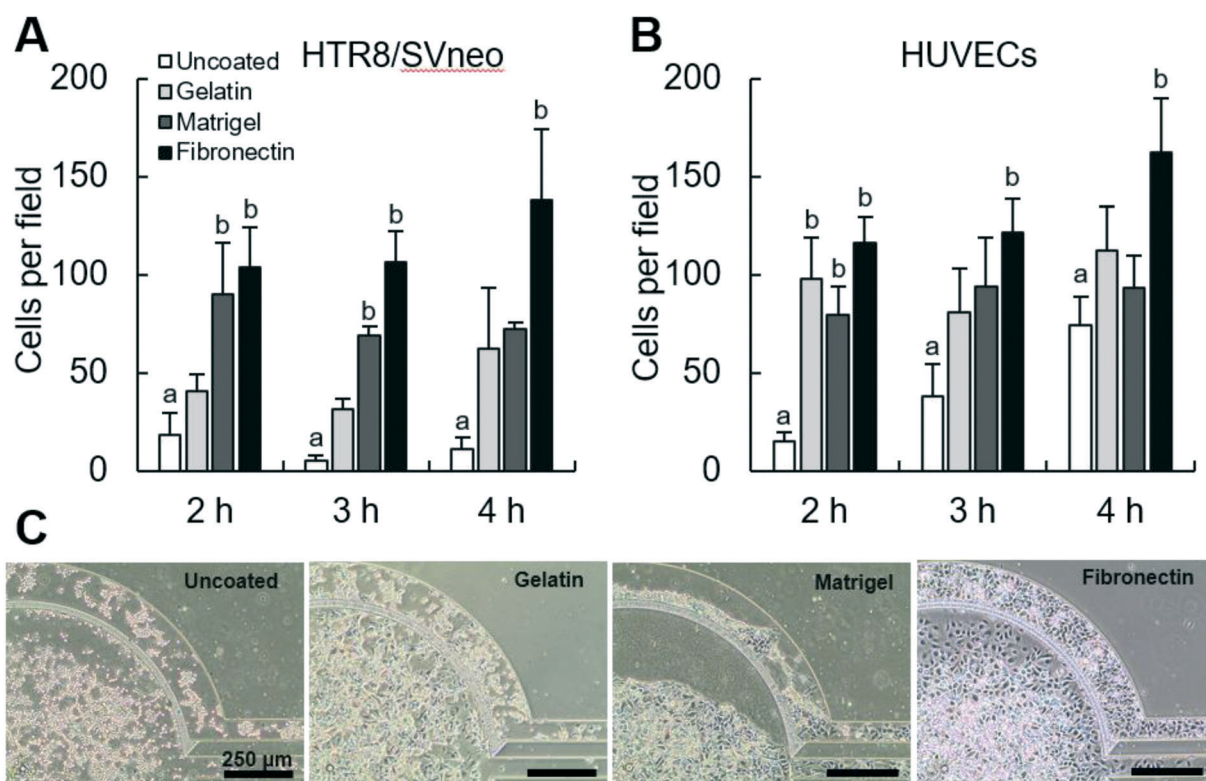 A
HTR8/SVneo
Uncoated
Gelatin
Matrigel
Fibronectin
Cells per field
200
150
100
50
0
a
b
b
a
b
b
a
b
2 h
3 h
4 h
B
HUVECs
Cells per field
200
150
100
50
0
a
b
b
b
a
b
a
b
2 h
3 h
4 h
C
Uncoated
250 µm
Gelatin
Matrigel
Fibronectin